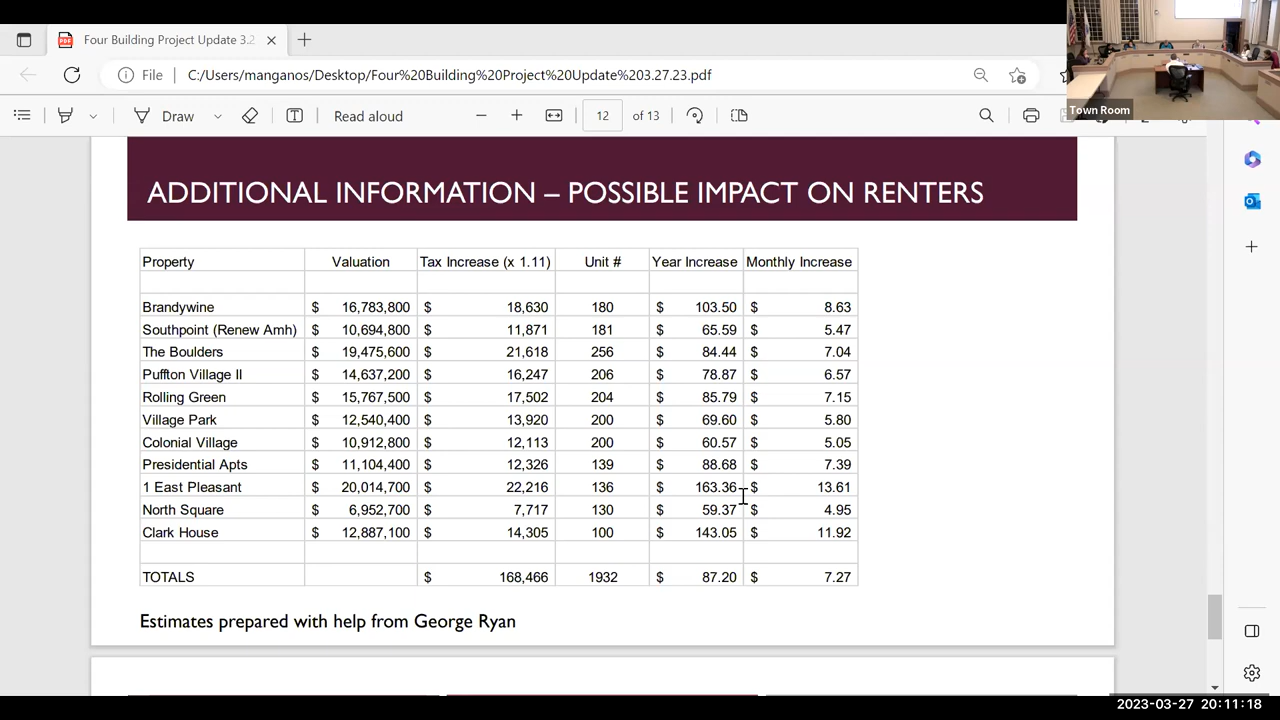 Four Building Project Update 3.2
File C:/Users/manganos/Desktop/Four%20Building%20Project%20Update%203.27.23.pdf
Draw Read aloud 12 of 13
Town Room
ADDITIONAL INFORMATION – POSSIBLE IMPACT ON RENTERS
Property Valuation Tax Increase (x 1.11) Unit # Year Increase Monthly Increase
Brandywine $ 16,783,800 $ 18,630 180 $ 103.50 $ 8.63
Southpoint (Renew Amh) $ 10,694,800 $ 11,871 181 $ 65.59 $ 5.47
The Boulders $ 19,475,600 $ 21,618 256 $ 84.44 $ 7.04
Puffton Village II $ 14,637,200 $ 16,247 206 $ 78.87 $ 6.57
Rolling Green $ 15,767,500 $ 17,502 204 $ 85.79 $ 7.15
Village Park $ 12,540,400 $ 13,920 200 $ 69.60 $ 5.80
Colonial Village $ 10,912,800 $ 12,113 200 $ 60.57 $ 5.05
Presidential Apts $ 11,104,400 $ 12,326 139 $ 88.68 $ 7.39
1 East Pleasant $ 20,014,700 $ 22,216 136 $ 163.36 $ 13.61
North Square $ 6,952,700 $ 7,717 130 $ 59.37 $ 4.95
Clark House $ 12,887,100 $ 14,305 100 $ 143.05 $ 11.92
TOTALS $ 168,466 1932 $ 87.20 $ 7.27
Estimates prepared with help from George Ryan
2023-03-27 20:11:18